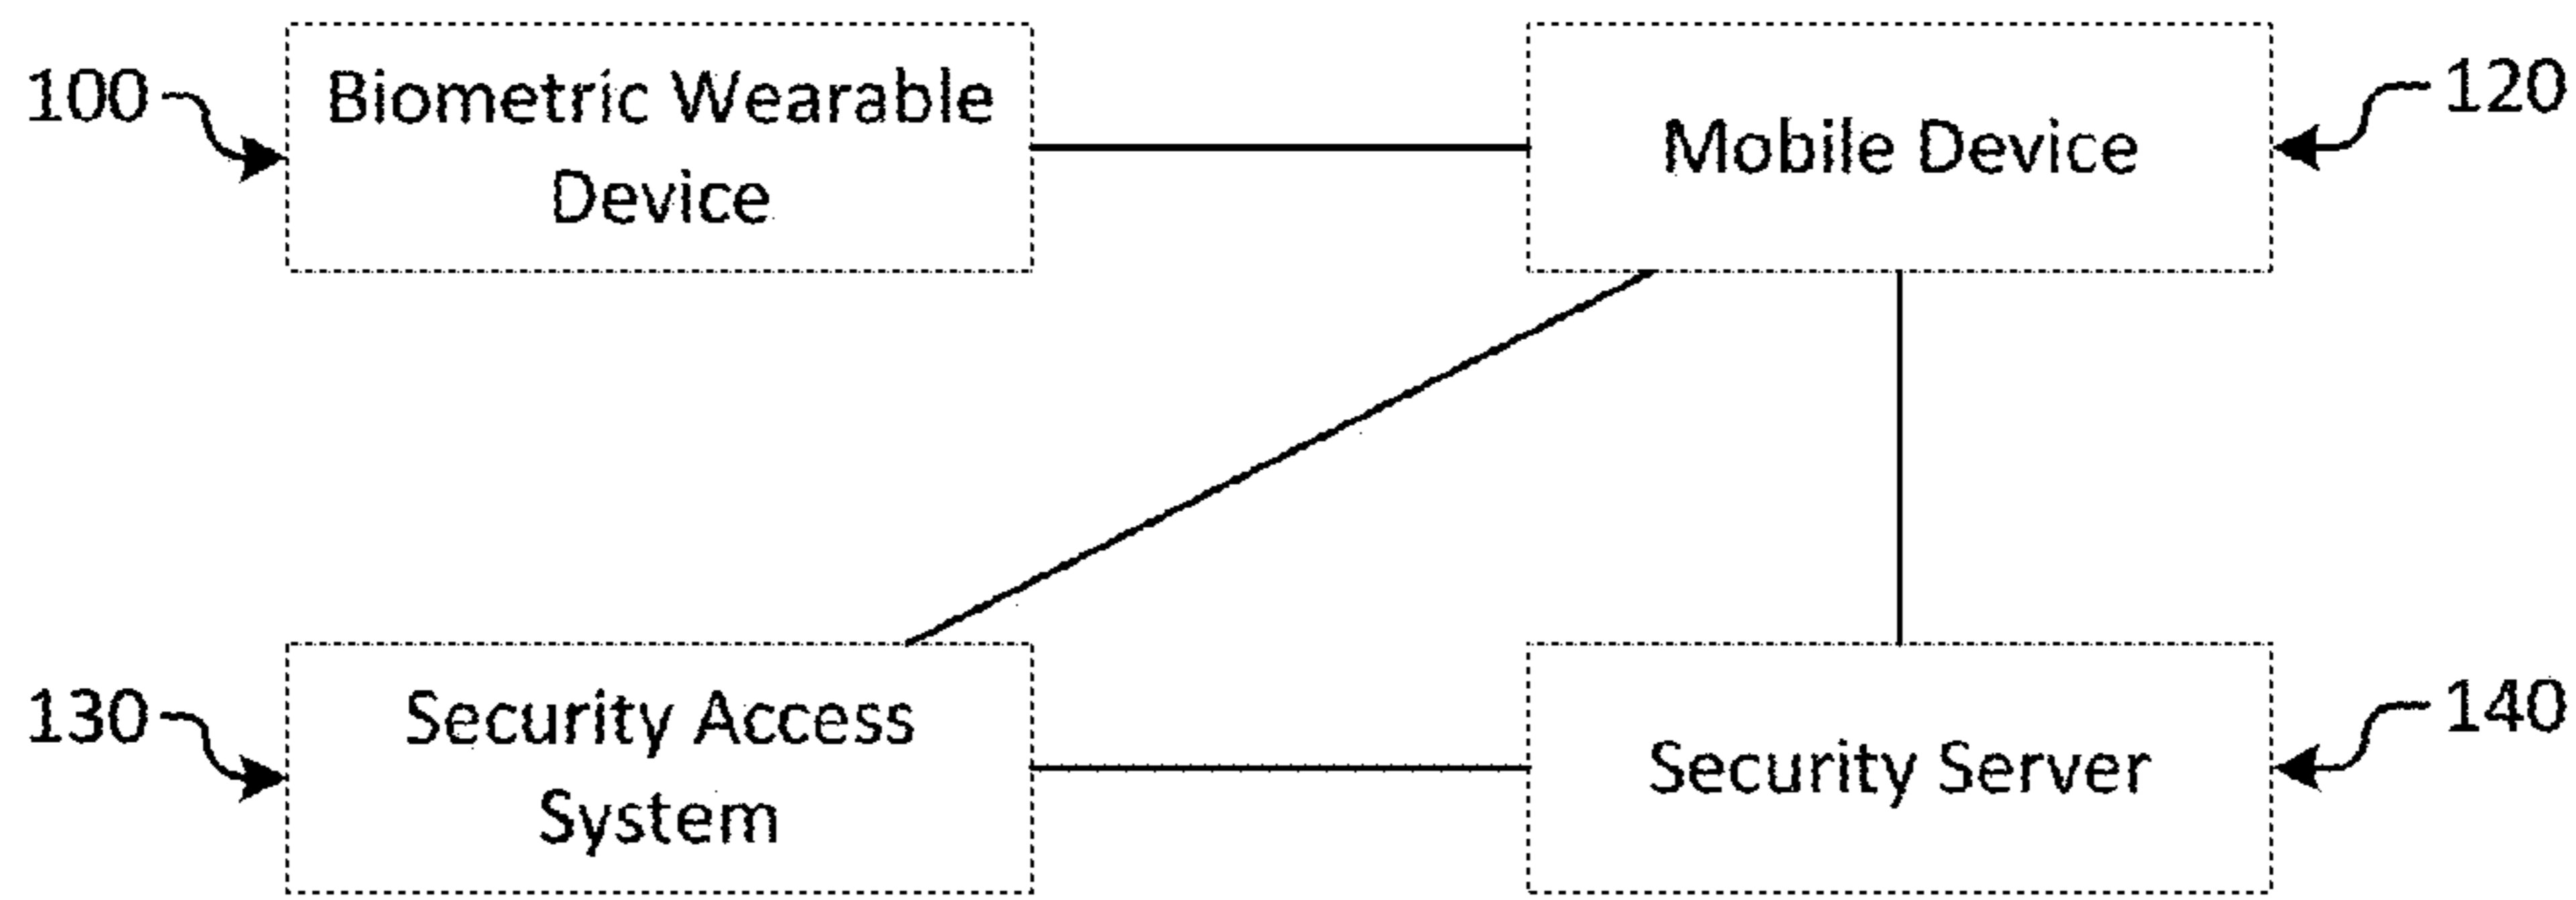 100
Biometric Wearable
Device
Mobile Device
120
130
Security Access
System
Security Server
140